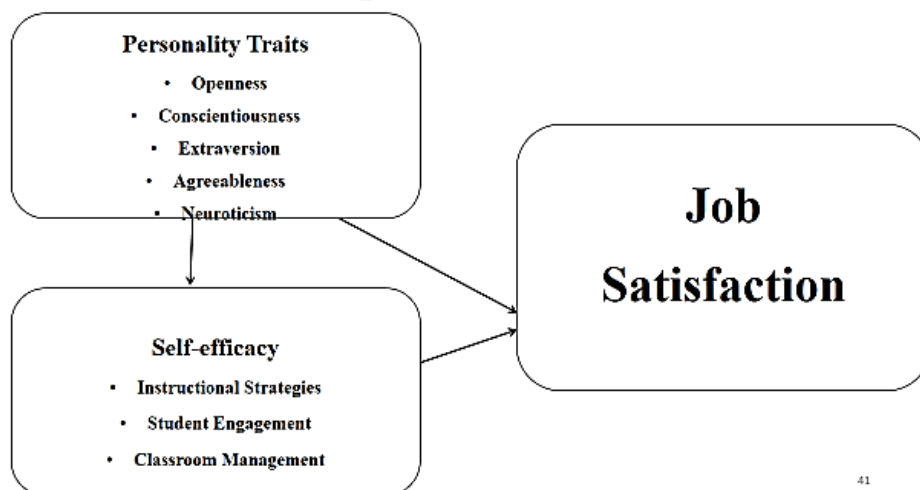 Personality Traits
• Openness
• Conscientiousness
• Extraversion
• Agreeableness
• Neuroticism
Job
Satisfaction
Self-efficacy
• Instructional Strategies
• Student Engagement
• Classroom Management
41